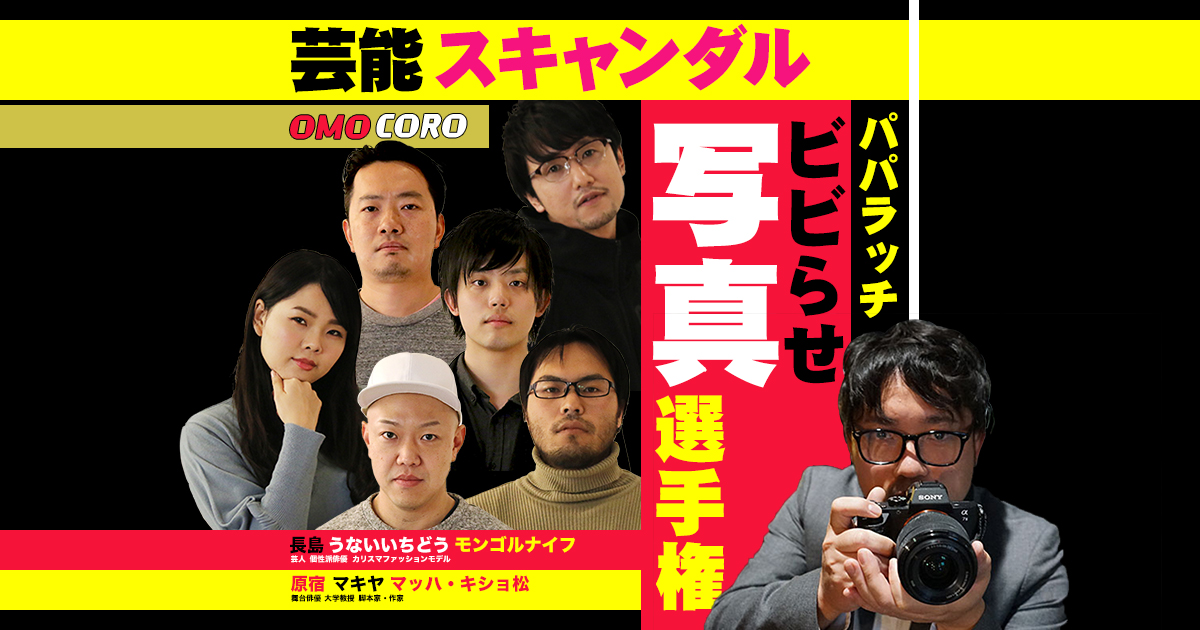 芸能 スキャンダル
OMOCORO
パパラッチ
ビビらせ
写真
選手権
長島 うないいちどう モンゴルナイフ
芸人 個性派俳優 カリスマファッションモデル
原宿 マキヤ マッハ・キショ松
舞台俳優 大学教授 脚本家・作家
SONY
α7II